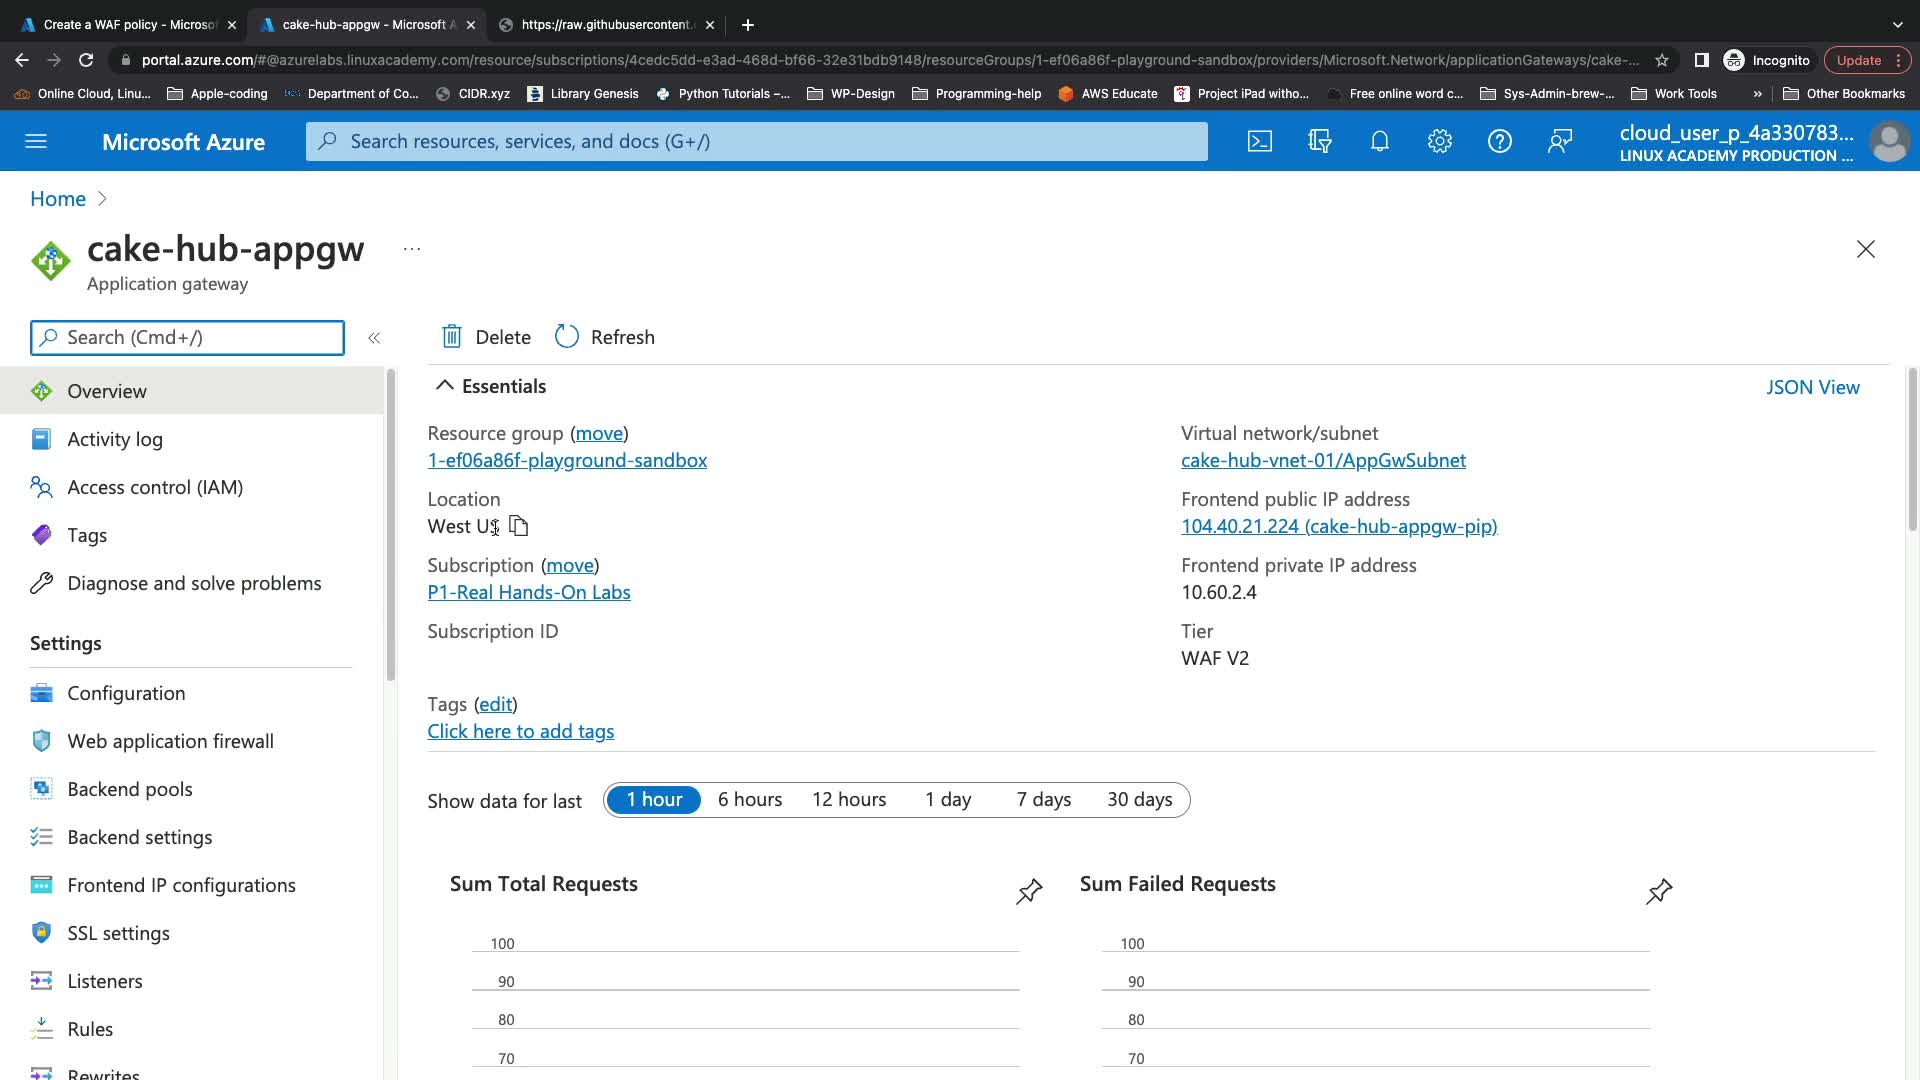 Create a WAF policy - Microsof
cake-hub-appgw - Microsoft A
https://raw.githubusercontent.
portal.azure.com/#@azurelabs.linuxacademy.com/resource/subscriptions/4cedc5dd-e3ad-468d-bf66-32e31bdb9148/resourceGroups/1-ef06a86f-playground-sandbox/providers/Microsoft.Network/applicationGateways/cake-...
Incognito
Update
Online Cloud, Linu...
Apple-coding
Department of Co...
CIDR.xyz
Library Genesis
Python Tutorials –...
WP-Design
Programming-help
AWS Educate
Project iPad witho...
Free online word c...
Sys-Admin-brew-...
Work Tools
»
Other Bookmarks
Microsoft Azure
Search resources, services, and docs (G+/)
cloud_user_p_4a330783...
LINUX ACADEMY PRODUCTION ...
Home >
cake-hub-appgw ...
Application gateway
Search (Cmd+/)
«
Delete
Refresh
Overview
Activity log
Access control (IAM)
Tags
Diagnose and solve problems
Settings
Configuration
Web application firewall
Backend pools
Backend settings
Frontend IP configurations
SSL settings
Listeners
Rules
Rewrites
Essentials
JSON View
Resource group (move)
1-ef06a86f-playground-sandbox
Location
West US
Subscription (move)
P1-Real Hands-On Labs
Subscription ID
Tags (edit)
Click here to add tags
Virtual network/subnet
cake-hub-vnet-01/AppGwSubnet
Frontend public IP address
104.40.21.224 (cake-hub-appgw-pip)
Frontend private IP address
10.60.2.4
Tier
WAF V2
Show data for last
1 hour
6 hours
12 hours
1 day
7 days
30 days
Sum Total Requests
100
90
80
70
Sum Failed Requests
100
90
80
70